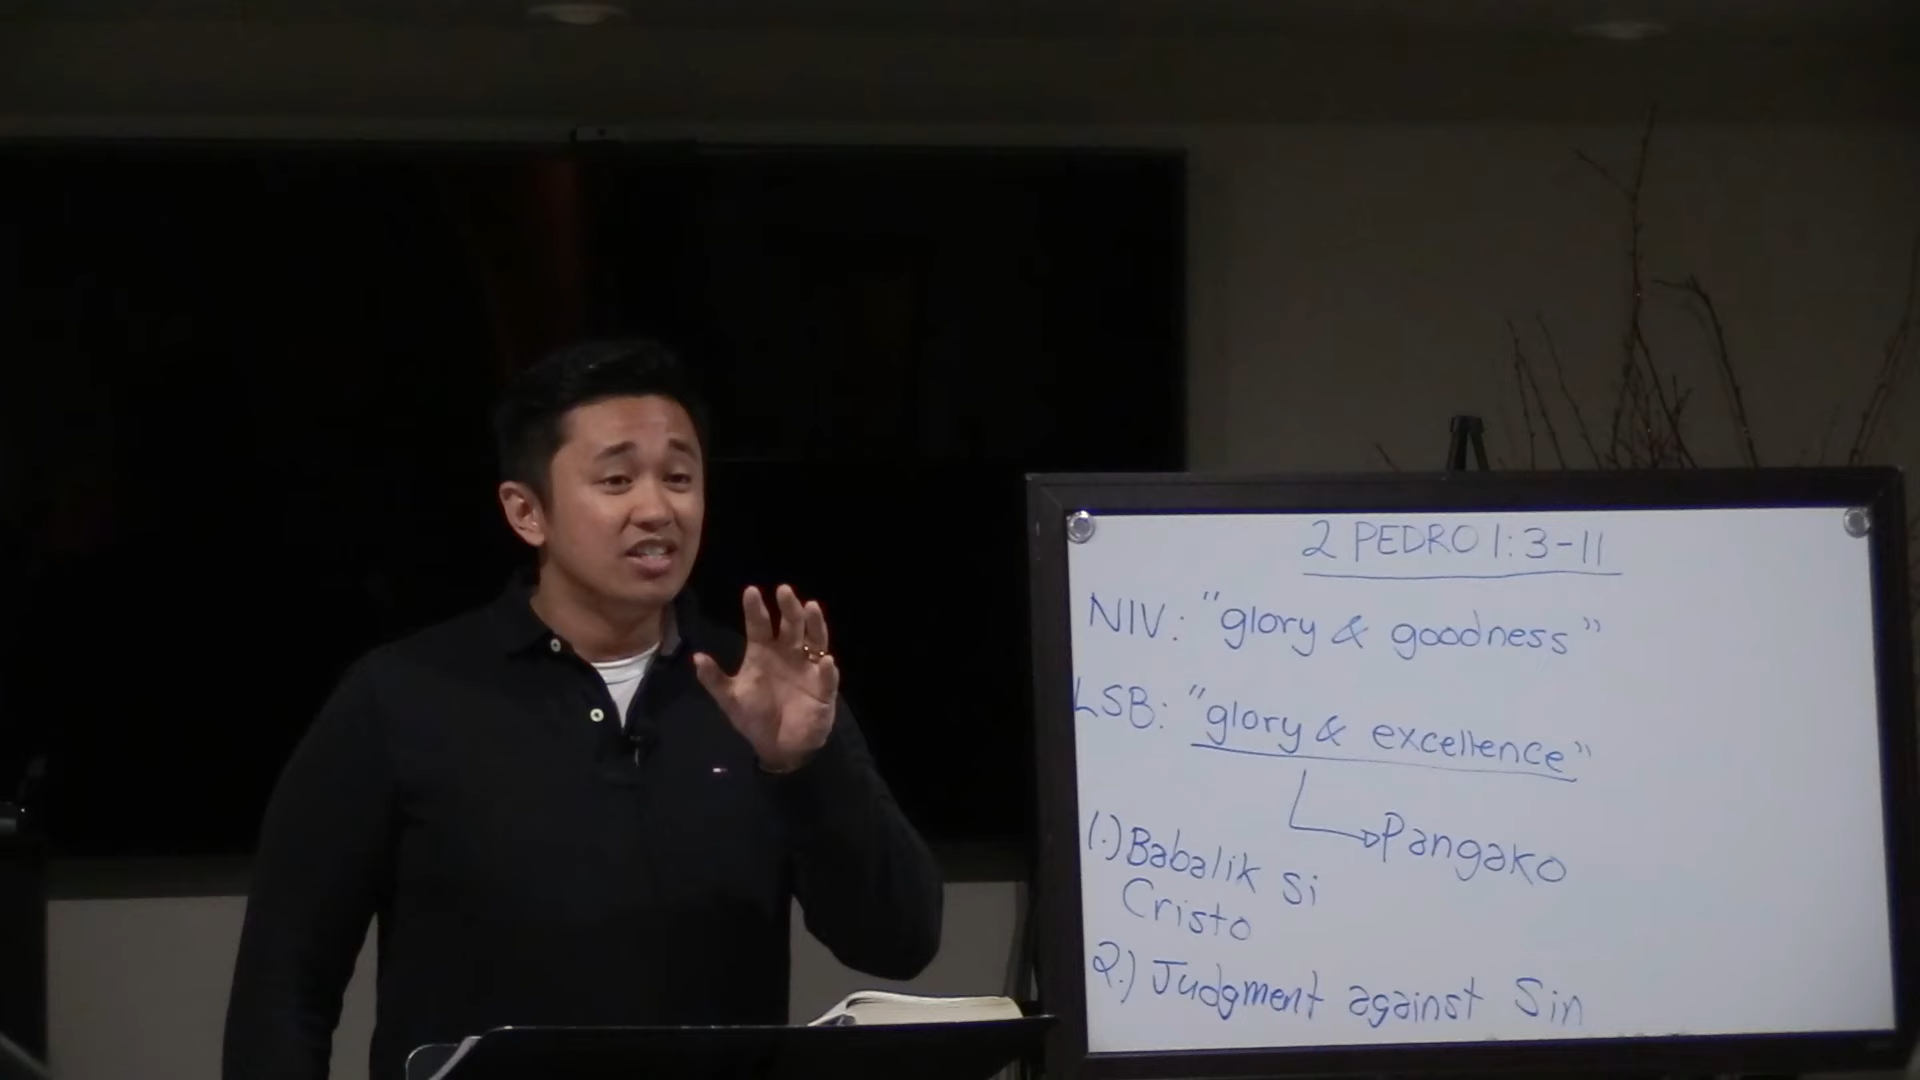 2 PEDRO 1:3-11
NIV: "glory & goodness"
LSB: "glory & excellence"
Pangako
1.) Babalik si
Cristo
2.) Judgment against Sin